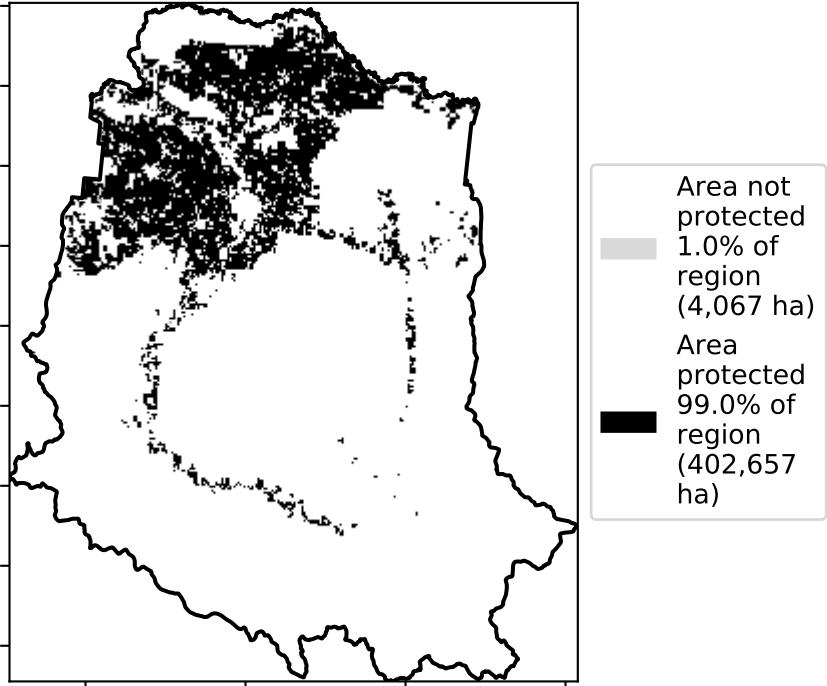 Area not
protected
1.0% of
region
(4,067 ha)
Area
protected
99.0% of
region
(402,657
ha)